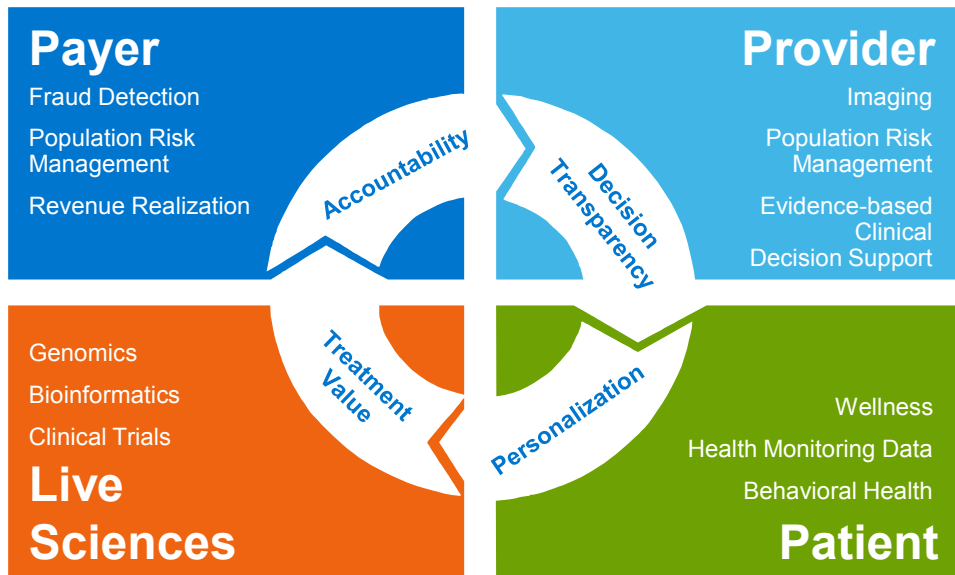 Payer
Fraud Detection
Population Risk
Management
Revenue Realization
Provider
Imaging
Population Risk
Management
Evidence-based
Clinical
Decision Support
Accountability
Decision
Transparency
Treatment
Value
Personalization
Genomics
Bioinformatics
Clinical Trials
Live
Sciences
Wellness
Health Monitoring Data
Behavioral Health
Patient